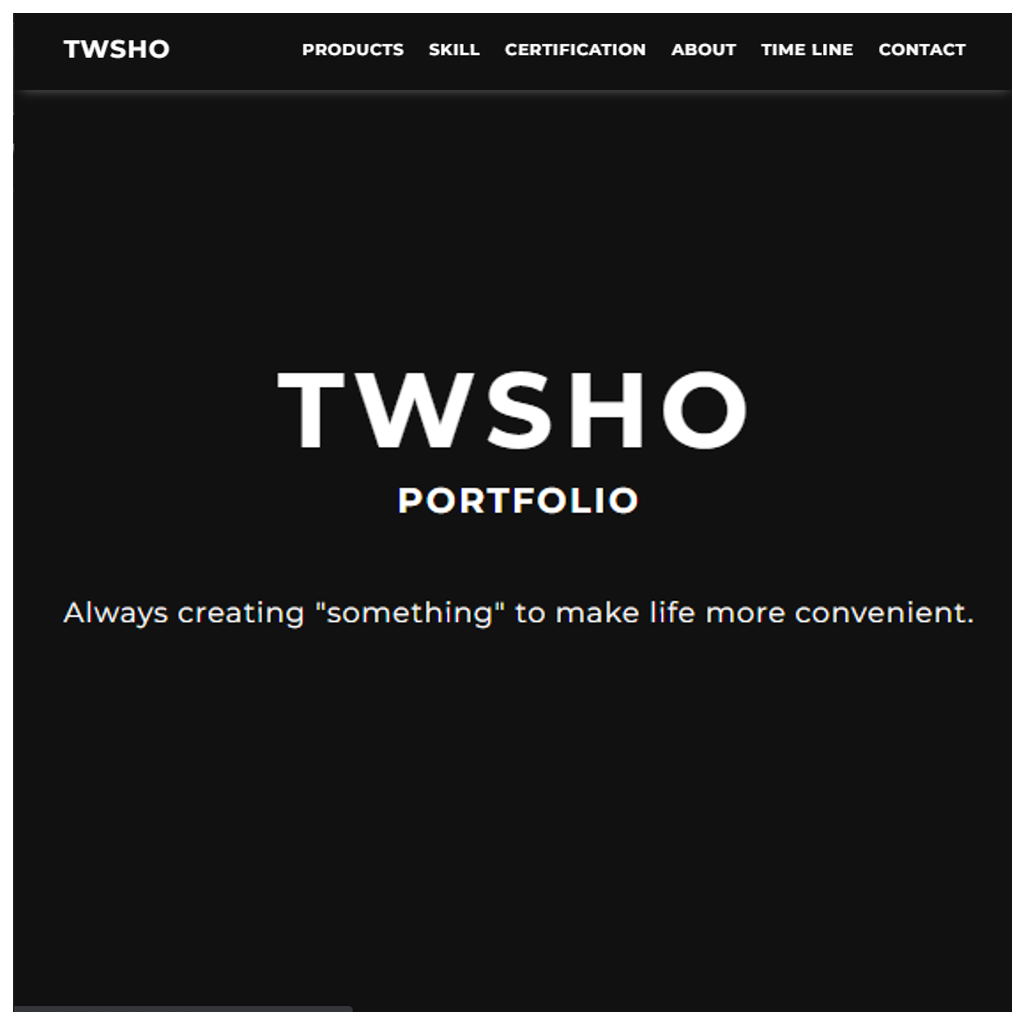 TWSHO PRODUCTS SKILL CERTIFICATION ABOUT TIME LINE CONTACT
TWSHO
PORTFOLIO
Always creating "something" to make life more convenient.